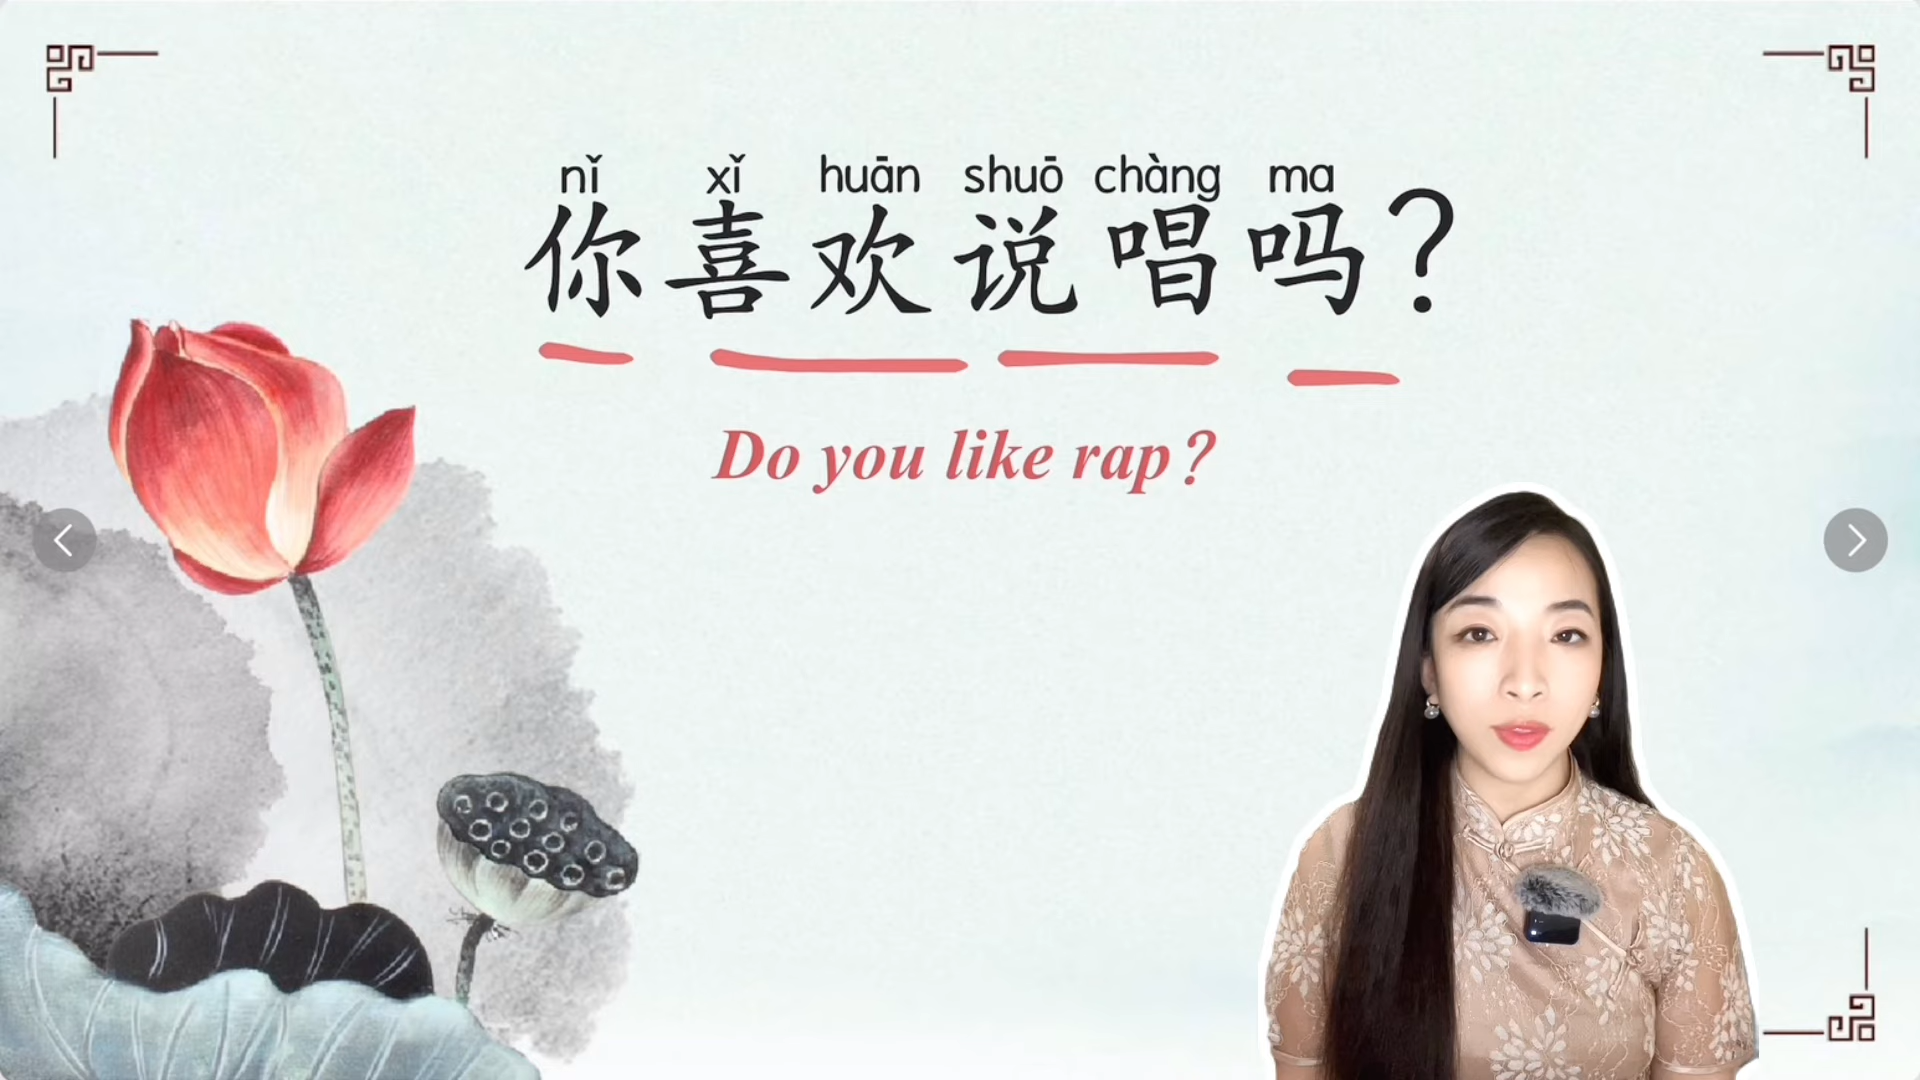 nǐ xǐ huān shuō chàng ma
你喜欢说唱吗？
Do you like rap？